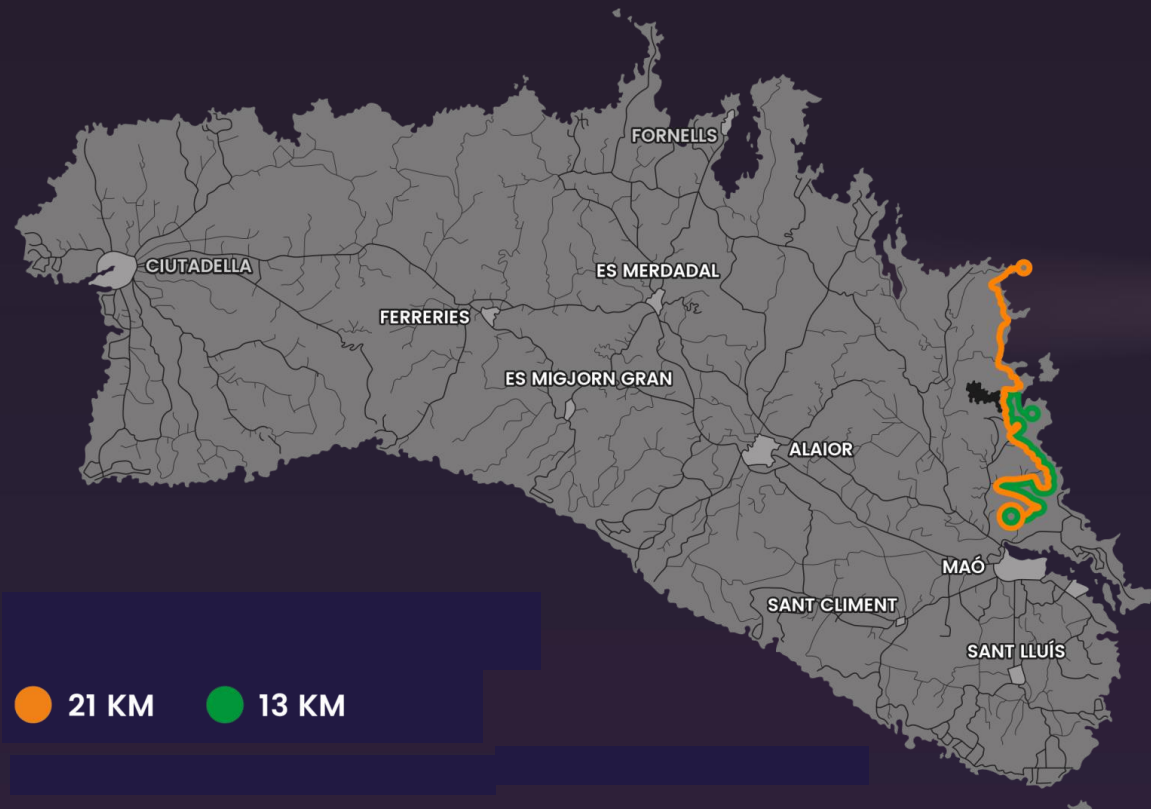 FORNELLS
CIUTADELLA
ES MERDADAL
FERRERIES
ES MIGJORN GRAN
ALAIOR
MAÓ
SANT CLIMENT
SANT LLUÍS
21 KM
13 KM